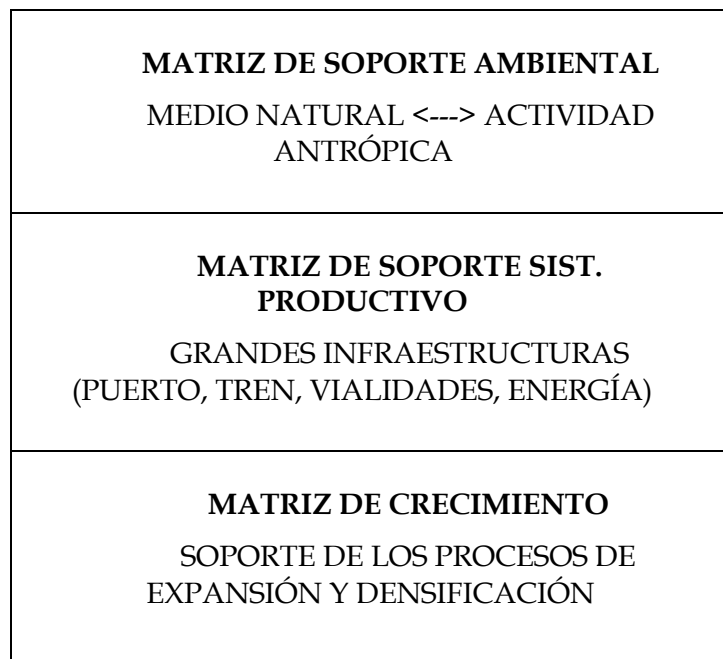 MATRIZ DE SOPORTE AMBIENTAL
MEDIO NATURAL <---> ACTIVIDAD
ANTRÓPICA
MATRIZ DE SOPORTE SIST.
PRODUCTIVO
GRANDES INFRAESTRUCTURAS
(PUERTO, TREN, VIALIDADES, ENERGÍA)
MATRIZ DE CRECIMIENTO
SOPORTE DE LOS PROCESOS DE
EXPANSIÓN Y DENSIFICACIÓN